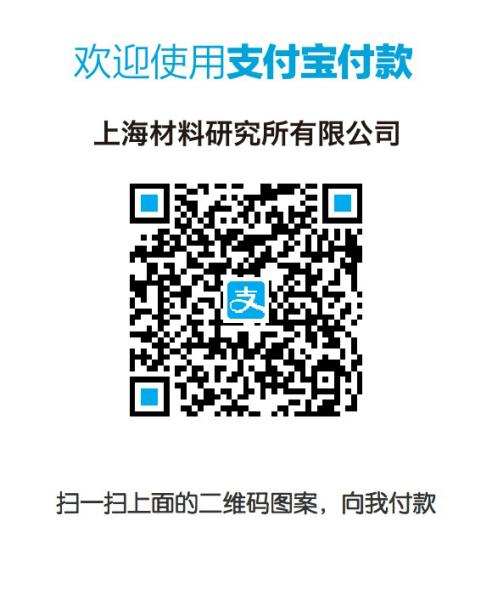 欢迎使用支付宝付款
上海材料研究所有限公司
支
扫一扫上面的二维码图案，向我付款